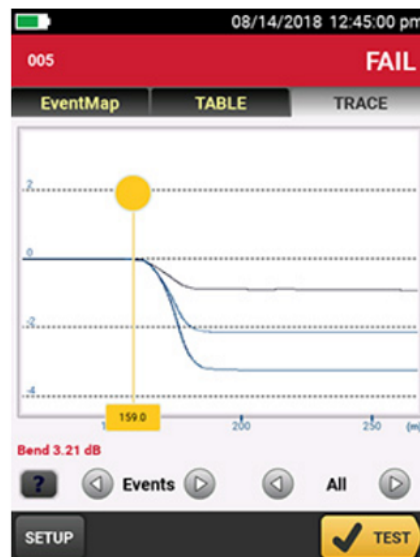 08/14/2018 12:45:00 pm
005 FAIL
EventMap TABLE TRACE
2
0
-2
-4
159.0 200 250 (m)
Bend 3.21 dB
? Events All
SETUP TEST